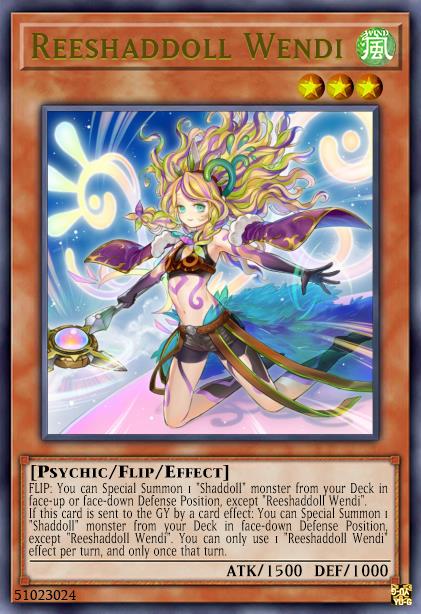 Reeshaddoll Wendi
WIND
風
[Psychic/Flip/Effect]
FLIP: You can Special Summon 1 "Shaddoll" monster from your Deck in
face-up or face-down Defense Position, except "Reeshaddoll Wendi".
If this card is sent to the GY by a card effect: You can Special Summon 1
"Shaddoll" monster from your Deck in face-down Defense Position,
except "Reeshaddoll Wendi". You can only use 1 "Reeshaddoll Wendi"
effect per turn, and only once that turn.
ATK/1500 DEF/1000
51023024